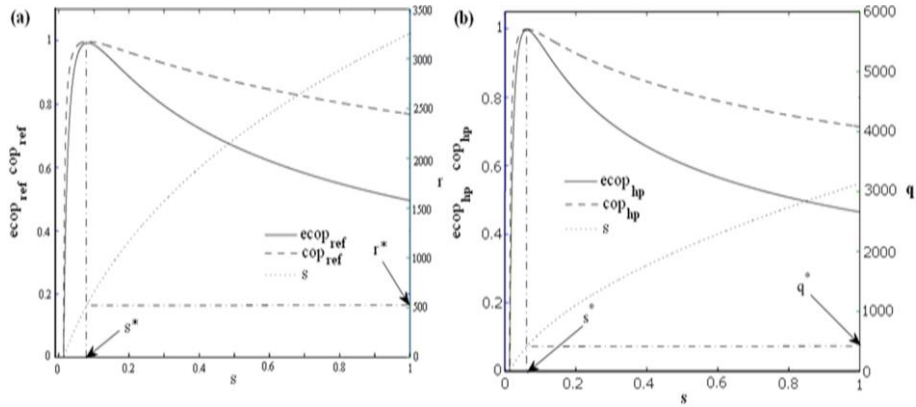 (a)
ecop_ref cop_ref
1
0.8
0.6
0.4
0.2
0
0 0.2 0.4 0.6 0.8 1
s
3500
3000
2500
2000
1500
1000
500
0
r
ecop_ref
cop_ref
s
r*
s*
(b)
ecop_hp cop_hp
1
0.8
0.6
0.4
0.2
0
0 0.2 0.4 0.6 0.8 1
s
6000
5000
4000
3000
2000
1000
0
q
ecop_hp
cop_hp
s
q*
s*